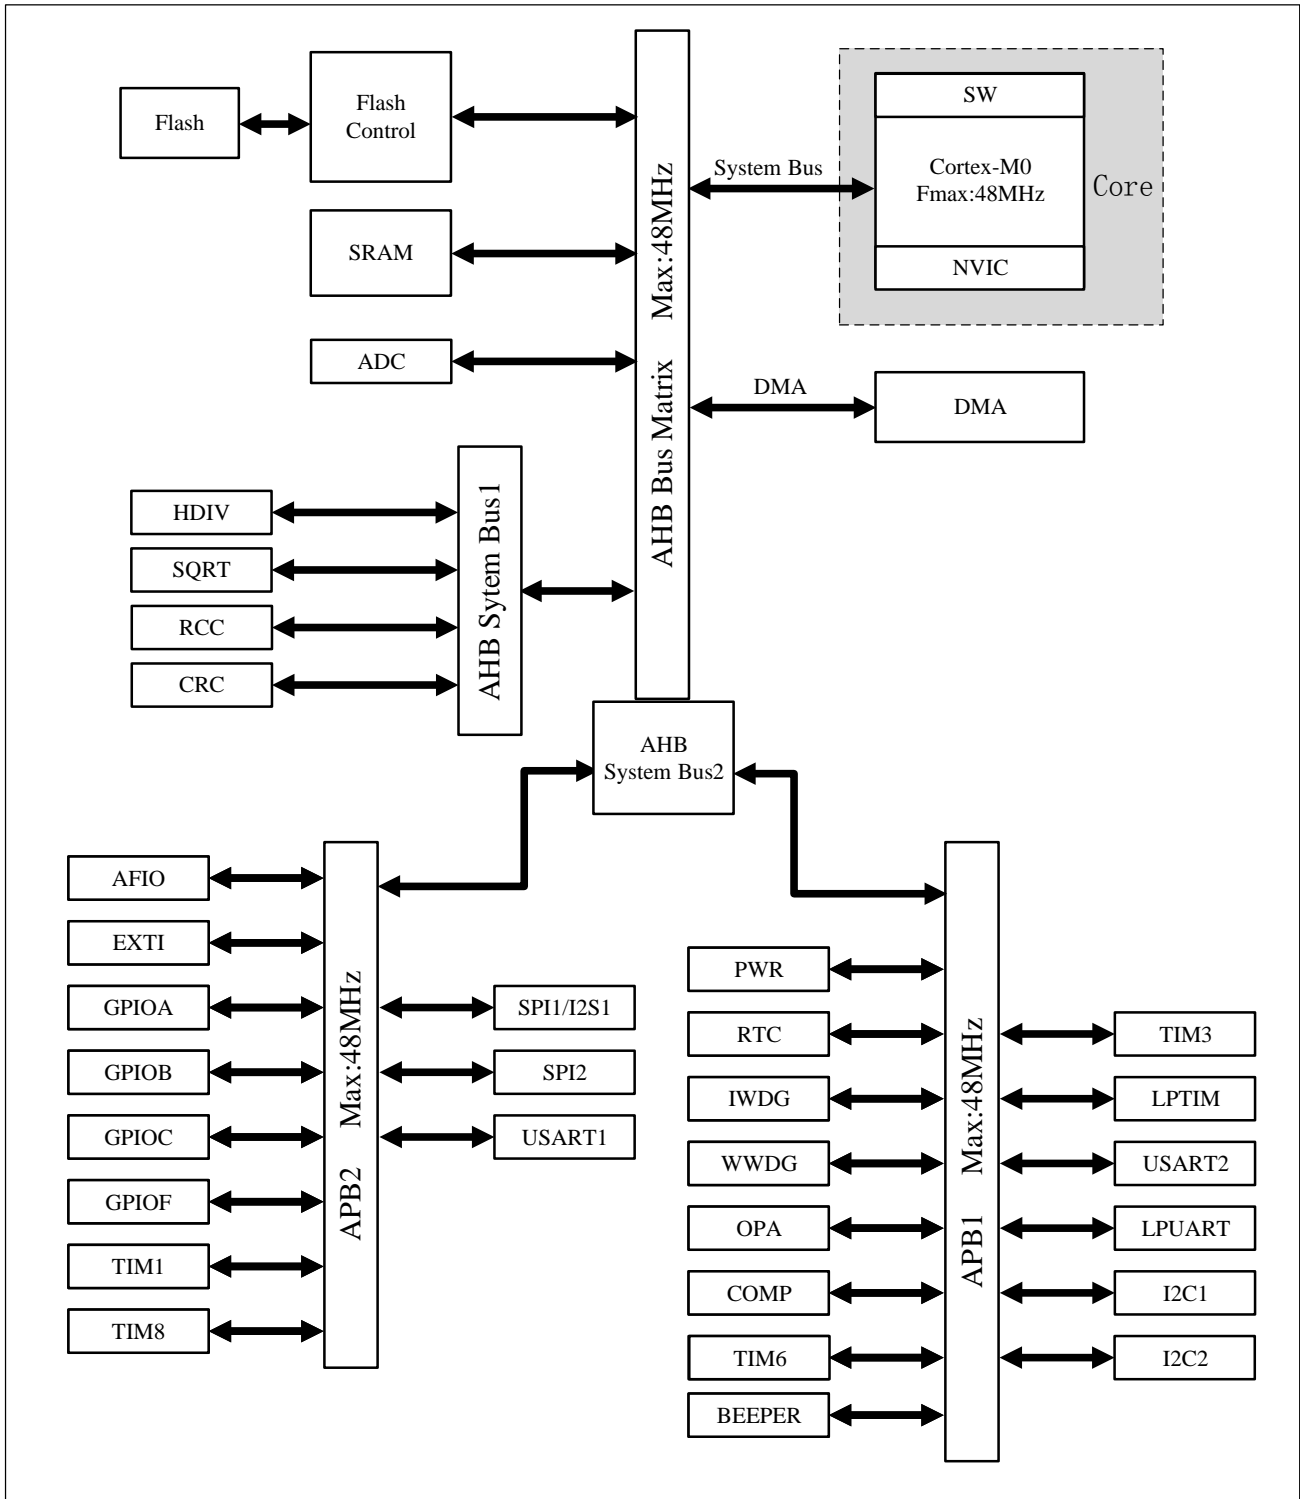 Flash
Flash
Control
SRAM
ADC
AHB Bus Matrix Max:48MHz
System Bus
SW
Cortex-M0
Fmax:48MHz
NVIC
Core
DMA
DMA
HDIV
SQRT
RCC
CRC
AHB Sytem Bus1
AHB
System Bus2
AFIO
EXTI
GPIOA
GPIOB
GPIOC
GPIOF
TIM1
TIM8
APB2 Max:48MHz
SPI1/I2S1
SPI2
USART1
PWR
RTC
IWDG
WWDG
OPA
COMP
TIM6
BEEPER
APB1 Max:48MHz
TIM3
LPTIM
USART2
LPUART
I2C1
I2C2